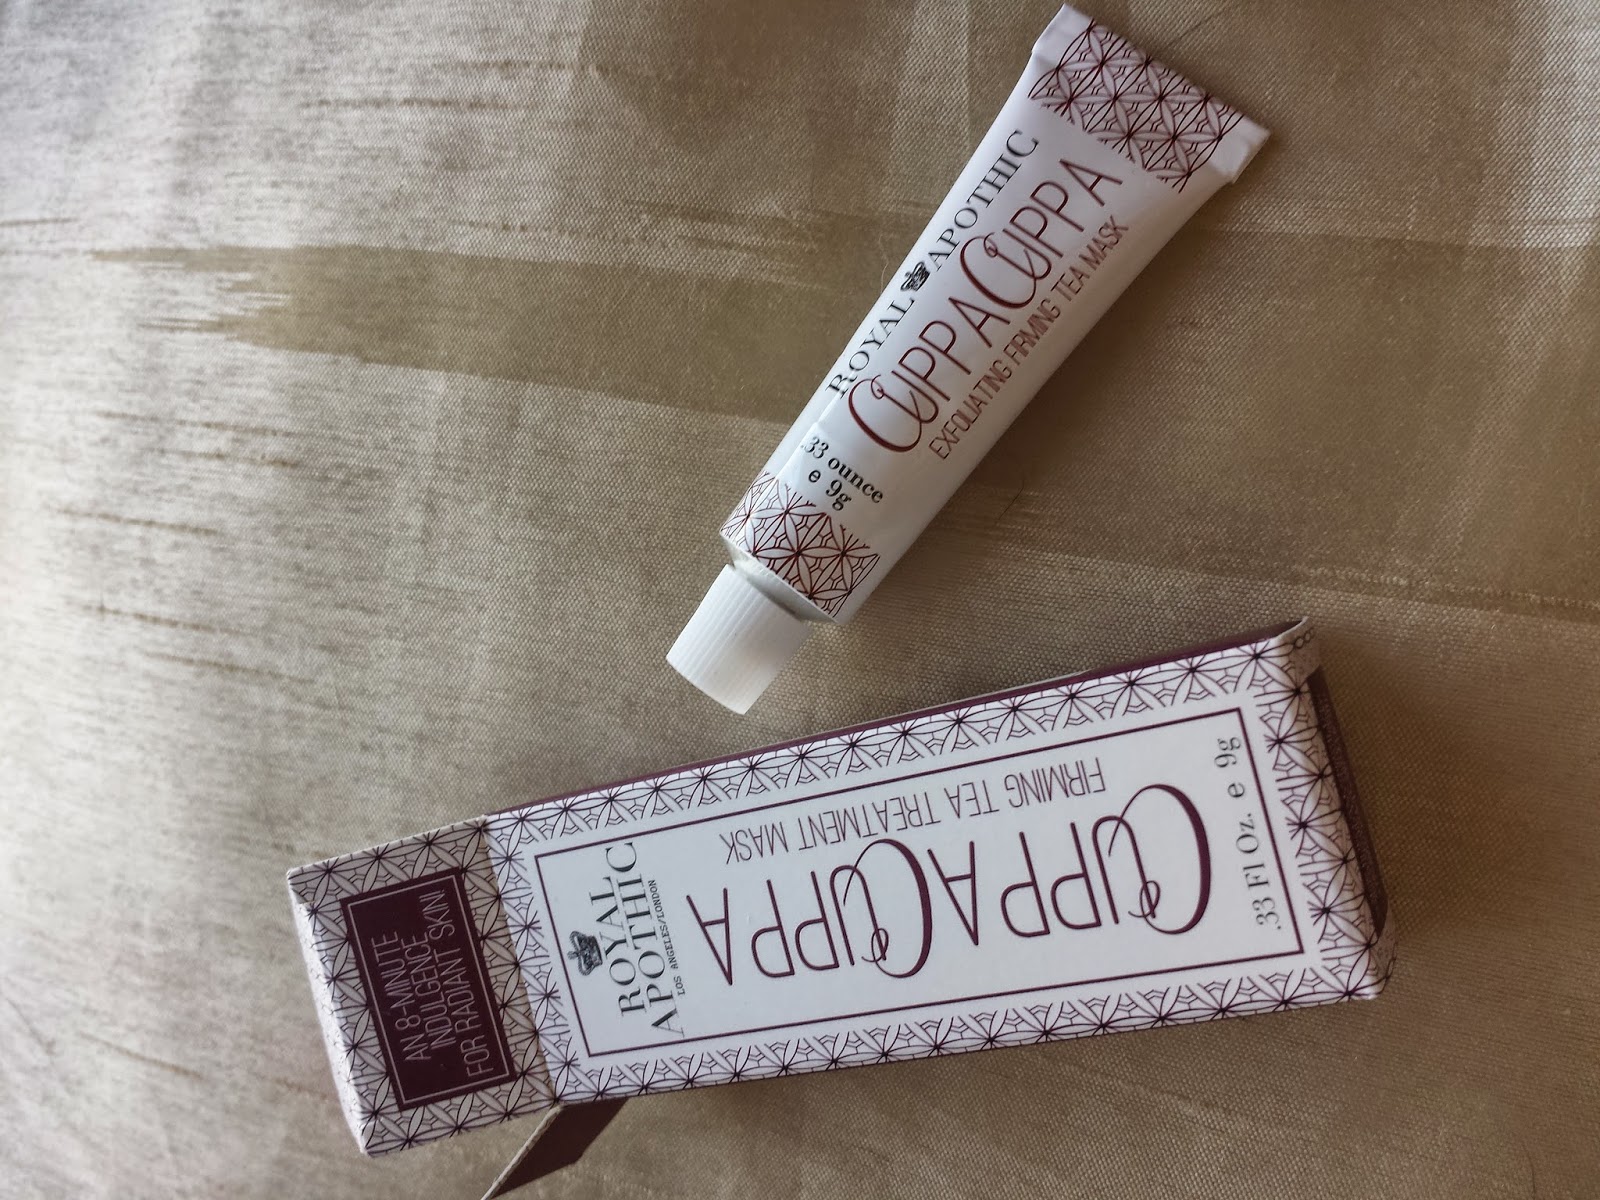 ROYAL APOTHIC
CUPPACUPPA
EXFOLIATING FIRMING TEA MASK
.33 ounce
e 9g
AN 8-MINUTE
INDULGENCE
FOR RADIANT SKIN!
ROYAL
APOTHIC
LOS ANGELES/LONDON
CUPPACUPPA
FIRMING TEA TREATMENT MASK
.33 Fl Oz. e 9g